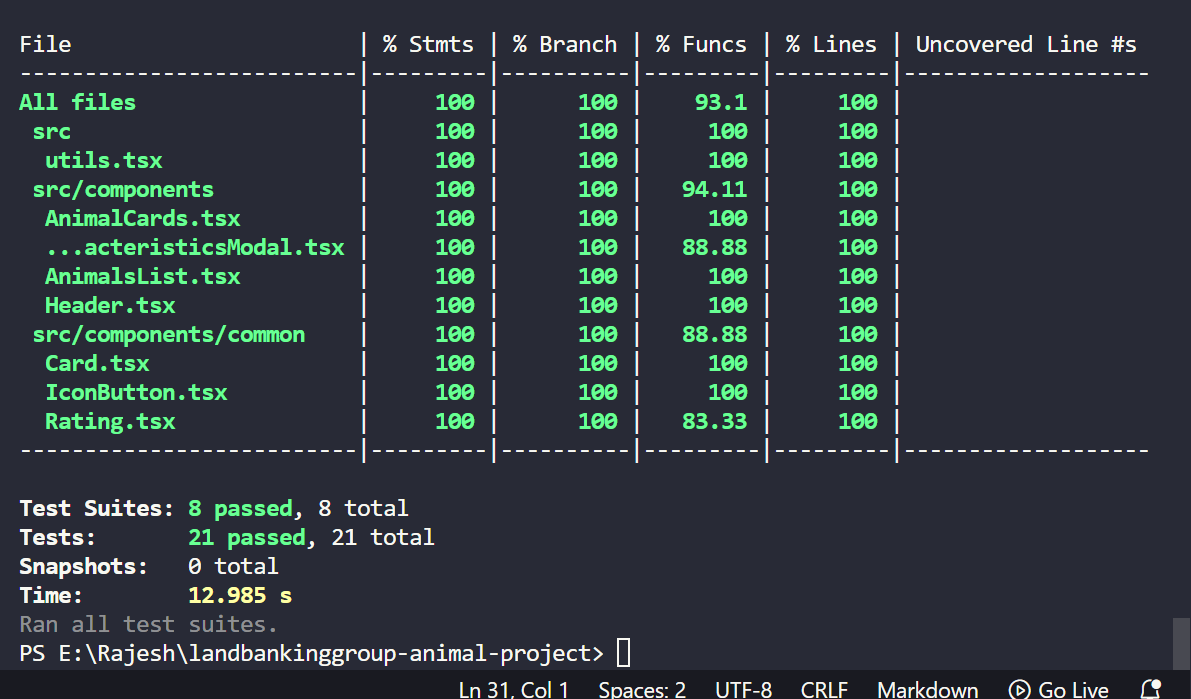 File | % Stmts | % Branch | % Funcs | % Lines | Uncovered Line #s
--------------------------|---------|----------|---------|---------|-------------------
All files | 100 | 100 | 93.1 | 100 |
src | 100 | 100 | 100 | 100 |
utils.tsx | 100 | 100 | 100 | 100 |
src/components | 100 | 100 | 94.11 | 100 |
AnimalCards.tsx | 100 | 100 | 100 | 100 |
...acteristicsModal.tsx | 100 | 100 | 88.88 | 100 |
AnimalsList.tsx | 100 | 100 | 100 | 100 |
Header.tsx | 100 | 100 | 100 | 100 |
src/components/common | 100 | 100 | 88.88 | 100 |
Card.tsx | 100 | 100 | 100 | 100 |
IconButton.tsx | 100 | 100 | 100 | 100 |
Rating.tsx | 100 | 100 | 83.33 | 100 |
--------------------------|---------|----------|---------|---------|-------------------
Test Suites: 8 passed, 8 total
Tests: 21 passed, 21 total
Snapshots: 0 total
Time: 12.985 s
Ran all test suites.
PS E:\Rajesh\landbankinggroup-animal-project>
Ln 31, Col 1 Spaces: 2 UTF-8 CRLF Markdown Go Live